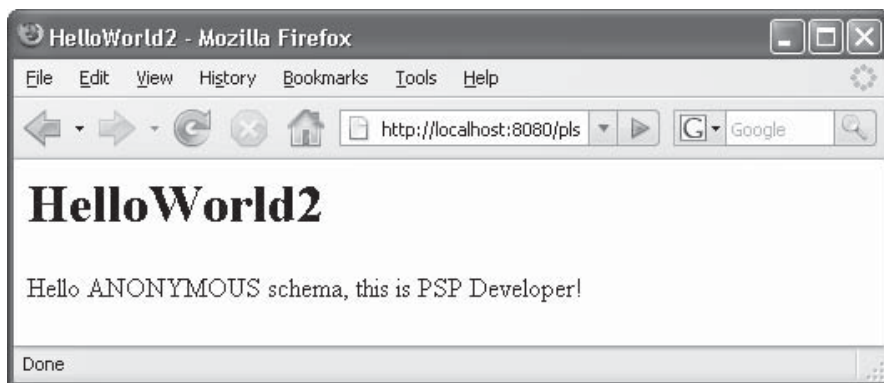 HelloWorld2 - Mozilla Firefox
File Edit View History Bookmarks Tools Help
http://localhost:8080/pls G Google
HelloWorld2
Hello ANONYMOUS schema, this is PSP Developer!
Done